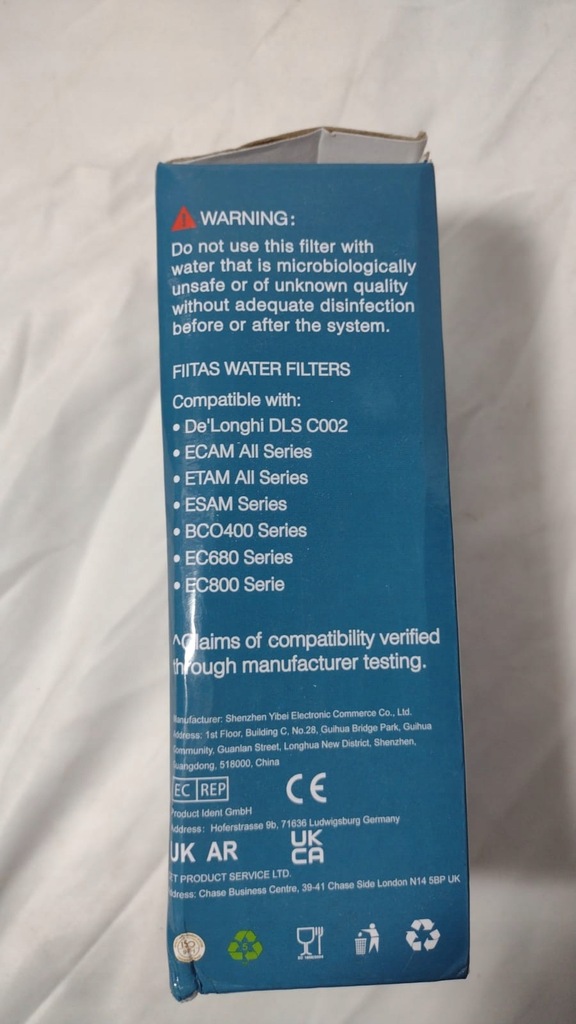 WARNING:
Do not use this filter with
water that is microbiologically
unsafe or of unknown quality
without adequate disinfection
before or after the system.
FIITAS WATER FILTERS
Compatible with:
• De'Longhi DLS C002
• ECAM All Series
• ETAM All Series
• ESAM Series
• BCO400 Series
• EC680 Series
• EC800 Serie
^Claims of compatibility verified
through manufacturer testing.
Manufacturer: Shenzhen Yibei Electronic Commerce Co., Ltd.
Address: 1st Floor, Building C, No.28, Guihua Bridge Park, Guihua
Community, Guanlan Street, Longhua New District, Shenzhen,
Guangdong, 518000, China
EC REP
CE
Product Ident GmbH
Address: Hoferstrasse 9b, 71636 Ludwigsburg Germany
UK AR
UK
CA
PRODUCT SERVICE LTD.
Address: Chase Business Centre, 39-41 Chase Side London N14 5BP UK
5